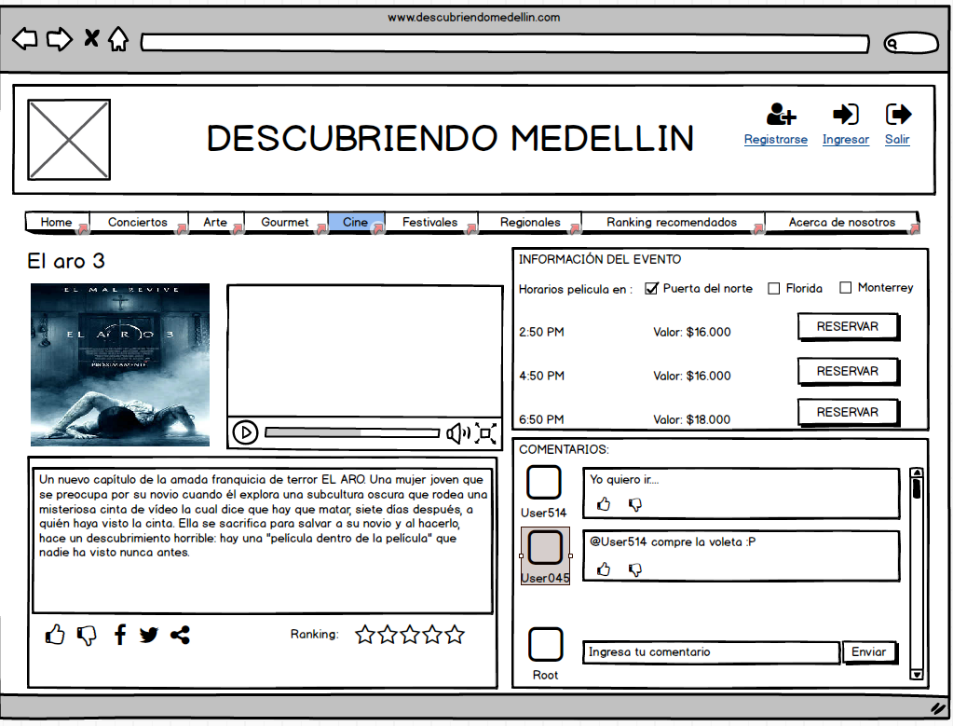 www.descubriendomedellin.com
DESCUBRIENDO MEDELLIN
Registrarse Ingresar Salir
Home Conciertos Arte Gourmet Cine Festivales Regionales Ranking recomendados Acerca de nosotros
El aro 3
EL MAL REVIVE
EL ARO 3
PRÓXIMAMENTE
Un nuevo capítulo de la amada franquicia de terror EL ARO. Una mujer joven que
se preocupa por su novio cuando él explora una subcultura oscura que rodea una
misteriosa cinta de vídeo la cual dice que hay que matar, siete días después, a
quién haya visto la cinta. Ella se sacrifica para salvar a su novio y al hacerlo,
hace un descubrimiento horrible: hay una "película dentro de la película" que
nadie ha visto nunca antes.
Ranking:
INFORMACIÓN DEL EVENTO
Horarios pelicula en : Puerta del norte Florida Monterrey
2:50 PM Valor: $16.000 RESERVAR
4:50 PM Valor: $16.000 RESERVAR
6:50 PM Valor: $18.000 RESERVAR
COMENTARIOS:
Yo quiero ir....
User514
@User514 compre la voleta :P
User045
Ingresa tu comentario Enviar
Root